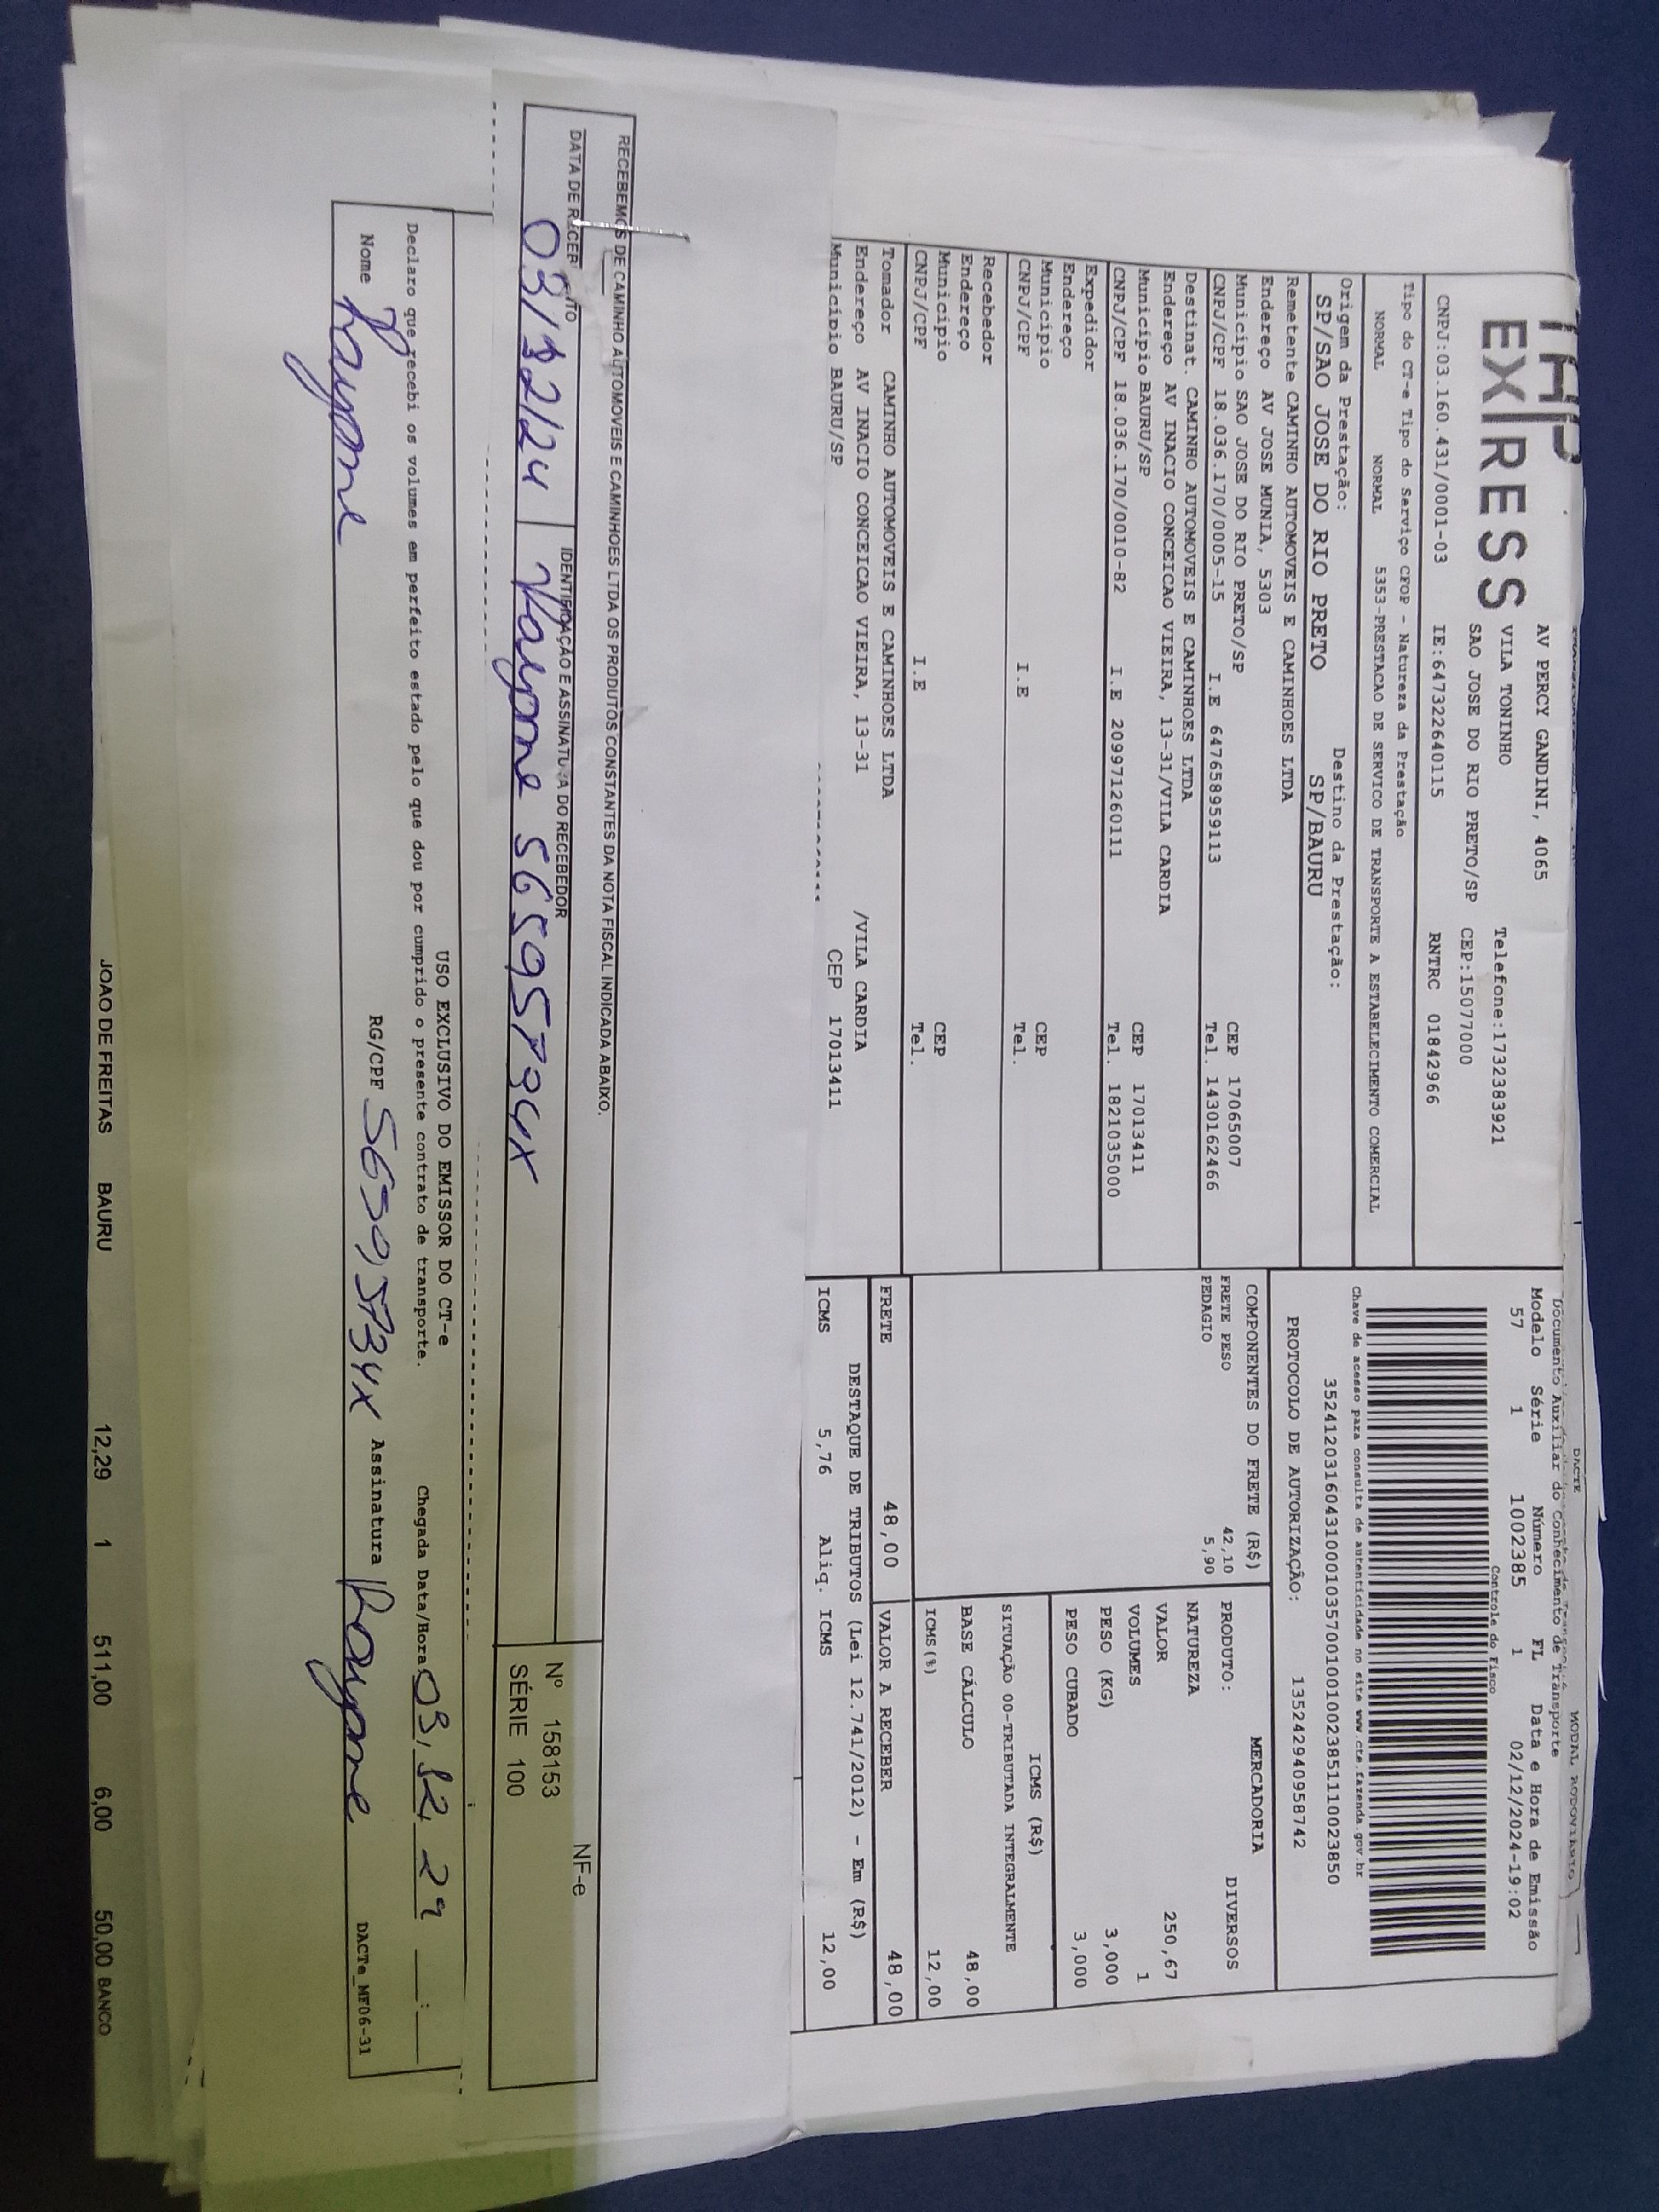 DACTE
MODAL RODOVIARIO
Documento Auxiliar do Conhecimento de Transporte
EXPRESS
AV PERCY GANDINI, 4065
VILA TONINHO
Telefone:1732383921
SAO JOSE DO RIO PRETO/SP CEP:15077000
CNPJ:03.160.431/0001-03 IE:647322640115 RNTRC 01842966
Modelo Série Número FL Data e Hora de Emissão
57 1 1002385 1 02/12/2024-19:02
Controle do Fisco
Tipo do CT-e Tipo do Serviço CFOP - Natureza da Prestação
NORMAL NORMAL 5353-PRESTACAO DE SERVICO DE TRANSPORTE A ESTABELECIMENTO COMERCIAL
Chave de acesso para consulta de autenticidade no site www.cte.fazenda.gov.br
35241203160431000103570010010023851110023850
Origem da Prestação: Destino da Prestação:
SP/SAO JOSE DO RIO PRETO SP/BAURU
PROTOCOLO DE AUTORIZAÇÃO: 135242940958742
Remetente CAMINHO AUTOMOVEIS E CAMINHOES LTDA
Endereço AV JOSE MUNIA, 5303
Município SAO JOSE DO RIO PRETO/SP CEP 17065007
CNPJ/CPF 18.036.170/0005-15 I.E 647658959113 Tel. 1430162466
Destinat. CAMINHO AUTOMOVEIS E CAMINHOES LTDA
Endereço AV INACIO CONCEICAO VIEIRA, 13-31/VILA CARDIA
Município BAURU/SP CEP 17013411
CNPJ/CPF 18.036.170/0010-82 I.E 209971260111 Tel. 1821035000
Expedidor
Endereço
Município CEP
CNPJ/CPF I.E Tel.
Recebedor
Endereço
Município CEP
CNPJ/CPF I.E Tel.
Tomador CAMINHO AUTOMOVEIS E CAMINHOES LTDA
Endereço AV INACIO CONCEICAO VIEIRA, 13-31 /VILA CARDIA
Município BAURU/SP CEP 17013411
COMPONENTES DO FRETE (R$)
FRETE PESO 42,10
PEDAGIO 5,90
MERCADORIA
PRODUTO: DIVERSOS
NATUREZA
VALOR 250,67
VOLUMES 1
PESO (KG) 3,000
PESO CUBADO 3,000
ICMS (R$)
SITUAÇÃO 00-TRIBUTADA INTEGRALMENTE
BASE CÁLCULO 48,00
ICMS(%) 12,00
FRETE 48,00 VALOR A RECEBER 48,00
DESTAQUE DE TRIBUTOS (Lei 12.741/2012) - Em (R$)
ICMS 5,76 Aliq. ICMS 12,00
RECEBEMOS DE CAMINHO AUTOMOVEIS E CAMINHOES LTDA OS PRODUTOS CONSTANTES DA NOTA FISCAL INDICADA ABAIXO.
NF-e
DATA DE RECEBIMENTO IDENTIFICAÇÃO E ASSINATURA DO RECEBEDOR
03/12/24 Rayane 56595734X
Nº 158153
SÉRIE 100
USO EXCLUSIVO DO EMISSOR DO CT-e
Declaro que recebi os volumes em perfeito estado pelo que dou por cumprido o presente contrato de transporte. Chegada Data/Hora
Nome Rayane RG/CPF 56595734X Assinatura Rayane DACTe_MF06-31
JOAO DE FREITAS BAURU 12,29 1 511,00 6,00 50,00 BANCO